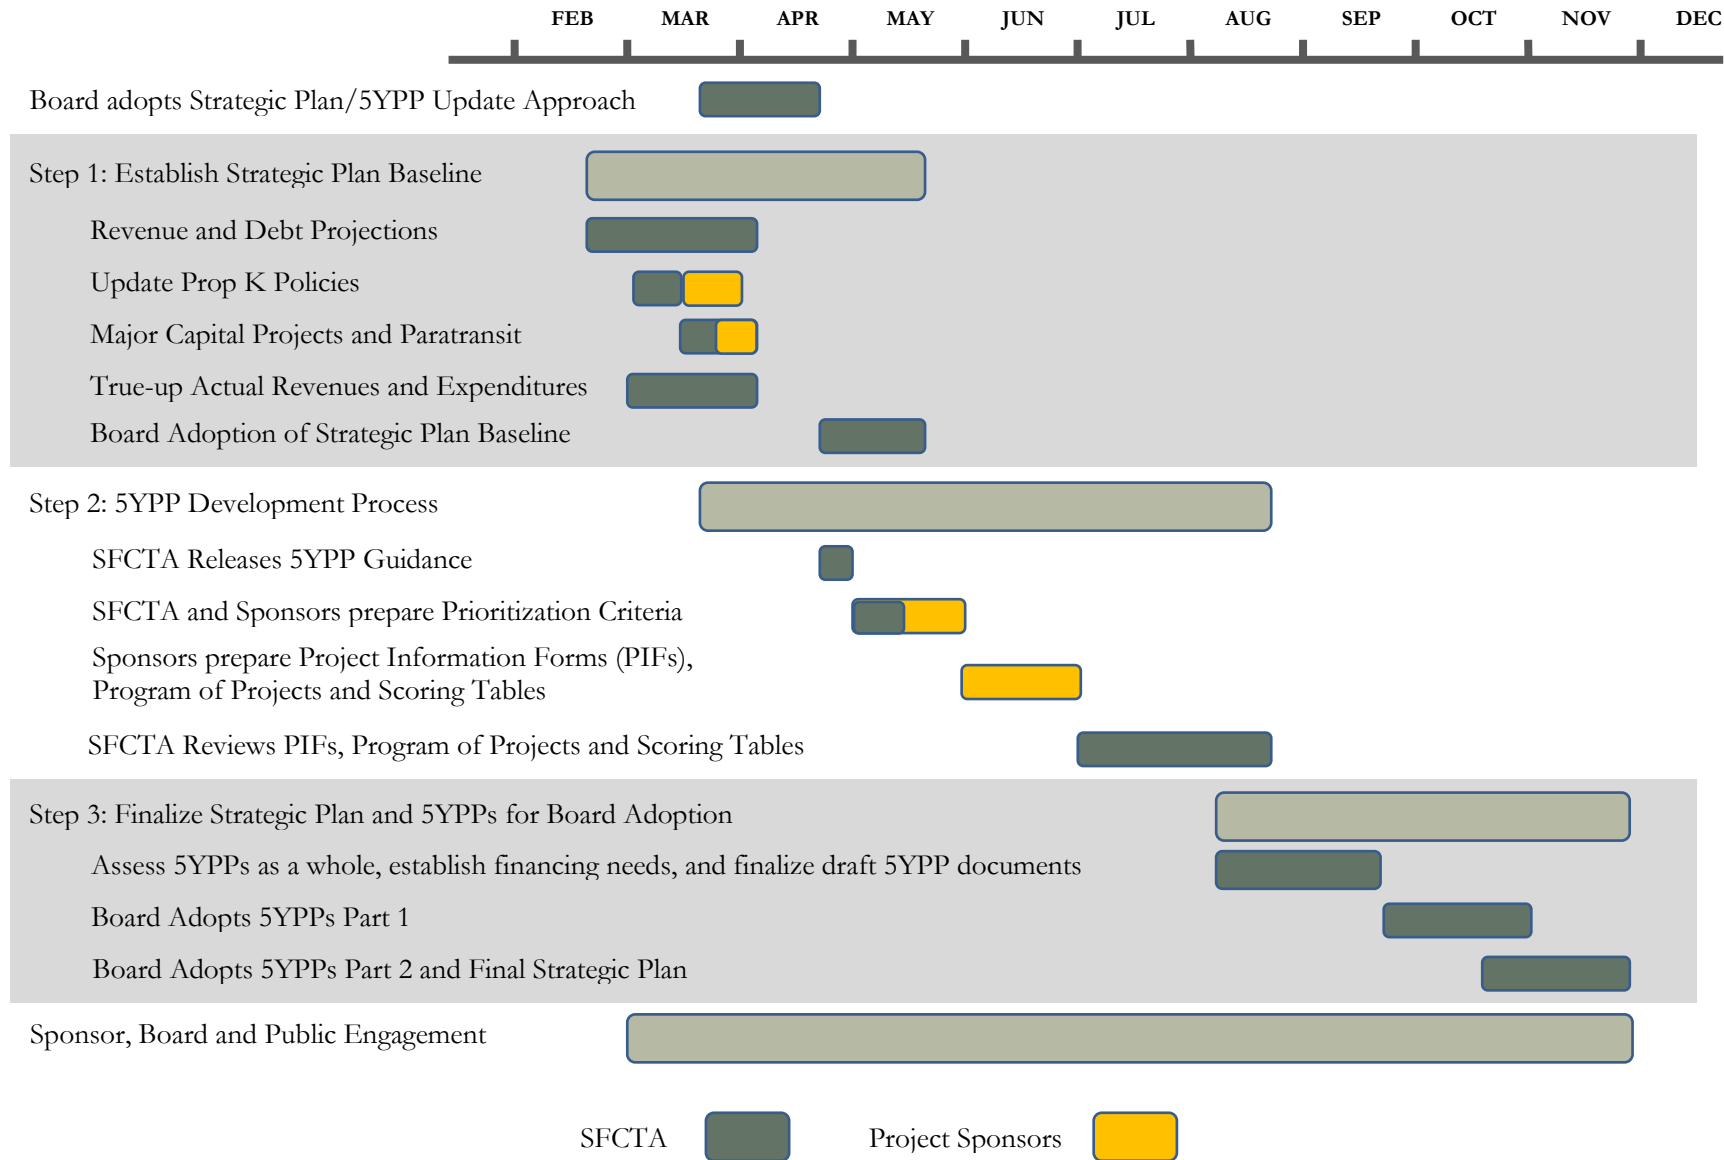 FEB MAR APR MAY JUN JUL AUG SEP OCT NOV DEC
Board adopts Strategic Plan/5YPP Update Approach
Step 1: Establish Strategic Plan Baseline
Revenue and Debt Projections
Update Prop K Policies
Major Capital Projects and Paratransit
True-up Actual Revenues and Expenditures
Board Adoption of Strategic Plan Baseline
Step 2: 5YPP Development Process
SFCTA Releases 5YPP Guidance
SFCTA and Sponsors prepare Prioritization Criteria
Sponsors prepare Project Information Forms (PIFs),
Program of Projects and Scoring Tables
SFCTA Reviews PIFs, Program of Projects and Scoring Tables
Step 3: Finalize Strategic Plan and 5YPPs for Board Adoption
Assess 5YPPs as a whole, establish financing needs, and finalize draft 5YPP documents
Board Adopts 5YPPs Part 1
Board Adopts 5YPPs Part 2 and Final Strategic Plan
Sponsor, Board and Public Engagement
SFCTA Project Sponsors